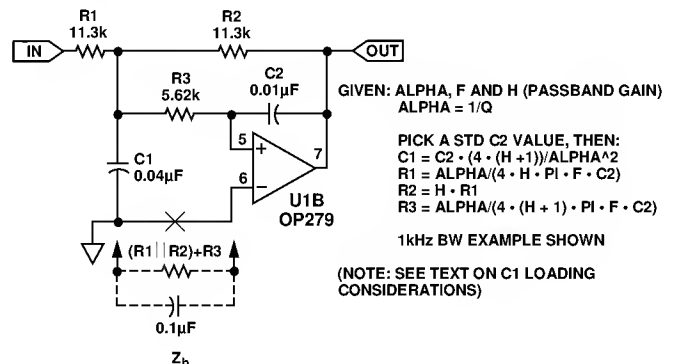 R1
11.3k
R2
11.3k
IN
OUT
R3
5.62k
C2
0.01µF
C1
0.04µF
5
+
6
−
7
U1B
OP279
(R1||R2)+R3
0.1µF
Zb
GIVEN: ALPHA, F AND H (PASSBAND GAIN)
ALPHA = 1/Q
PICK A STD C2 VALUE, THEN:
C1 = C2 • (4 • (H +1))/ALPHA^2
R1 = ALPHA/(4 • H • PI • F • C2)
R2 = H • R1
R3 = ALPHA/(4 • (H + 1) • PI • F • C2)
1kHz BW EXAMPLE SHOWN
(NOTE: SEE TEXT ON C1 LOADING
CONSIDERATIONS)